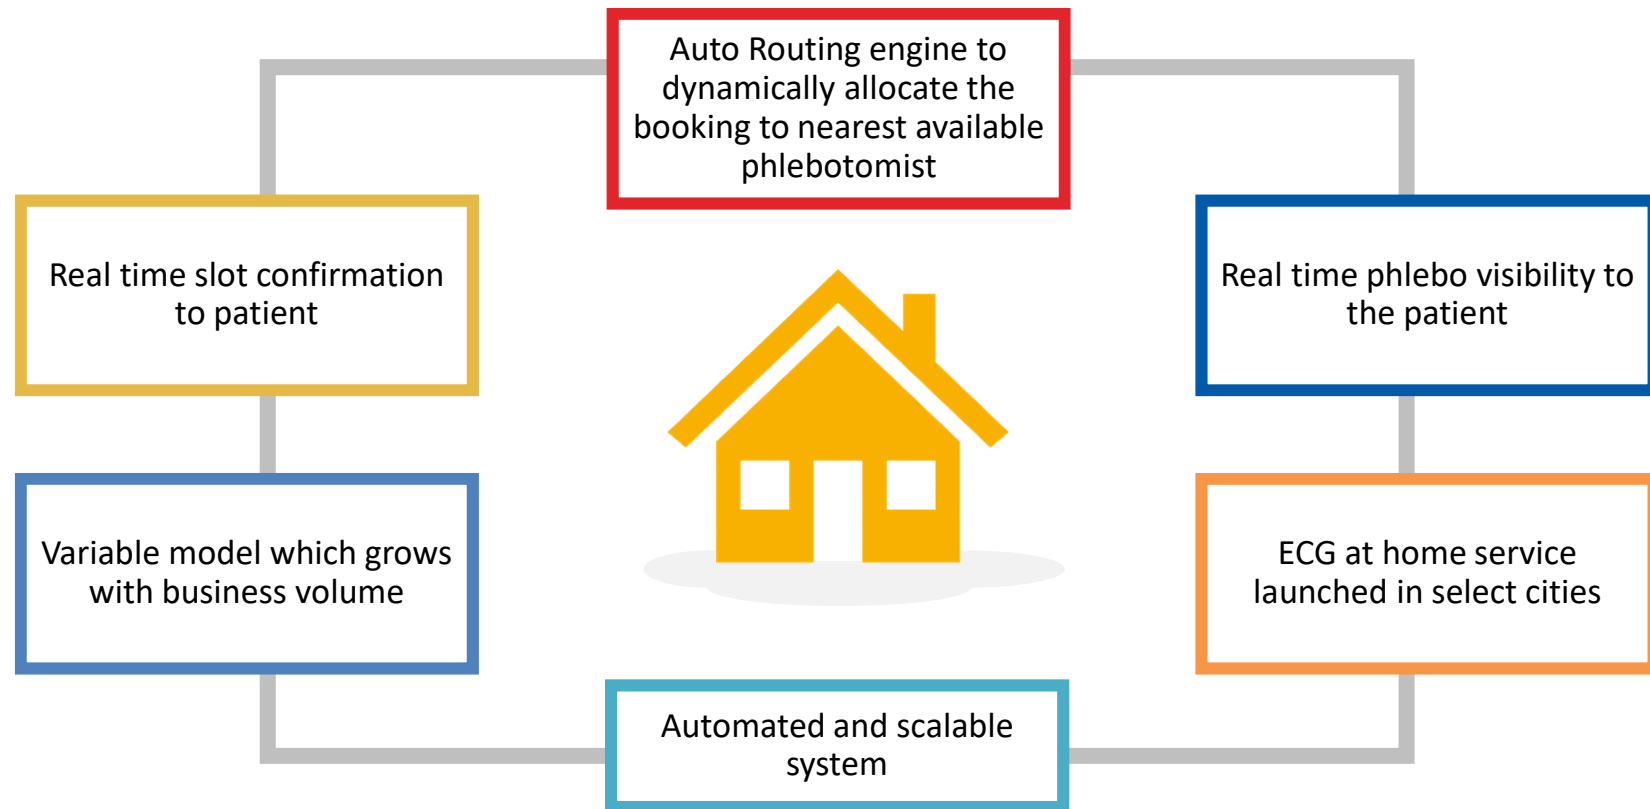 Auto Routing engine to
dynamically allocate the
booking to nearest available
phlebotomist
Real time slot confirmation
to patient
Real time phlebo visibility to
the patient
Variable model which grows
with business volume
ECG at home service
launched in select cities
Automated and scalable
system